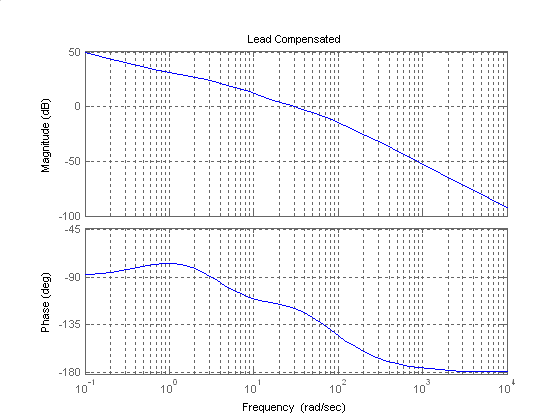 Lead Compensated
50
0
-50
-100
Magnitude (dB)
-45
-90
-135
-180
Phase (deg)
10^-1 10^0 10^1 10^2 10^3 10^4
Frequency (rad/sec)